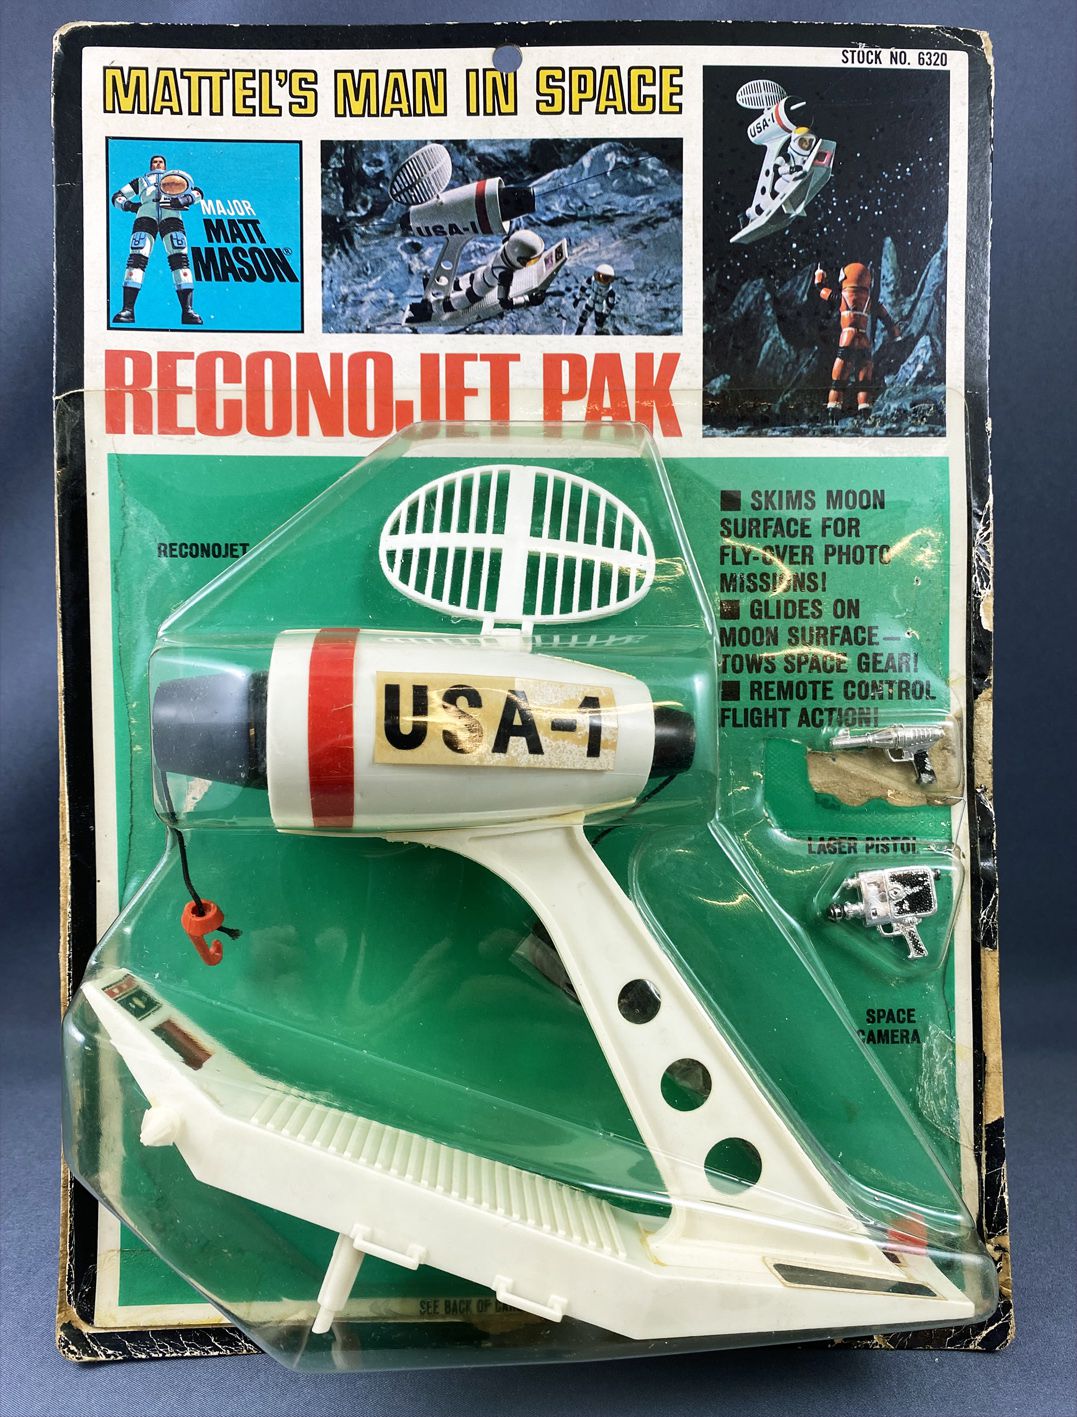 STOCK NO. 6320
MATTEL'S MAN IN SPACE
MAJOR
MATT
MASON®
USA-1
USA-1
RECONOJET PAK
RECONOJET
■ SKIMS MOON
SURFACE FOR
FLY-OVER PHOTO
MISSIONS!
■ GLIDES ON
MOON SURFACE—
TOWS SPACE GEAR!
■ REMOTE CONTROL
FLIGHT ACTION!
USA-1
LASER PISTOL
SPACE
CAMERA
SEE BACK OF